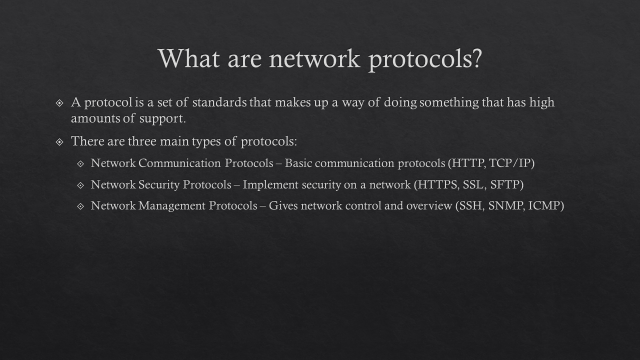 What are network protocols?
A protocol is a set of standards that makes up a way of doing something that has high
amounts of support.
There are three main types of protocols:
Network Communication Protocols – Basic communication protocols (HTTP, TCP/IP)
Network Security Protocols – Implement security on a network (HTTPS, SSL, SFTP)
Network Management Protocols – Gives network control and overview (SSH, SNMP, ICMP)